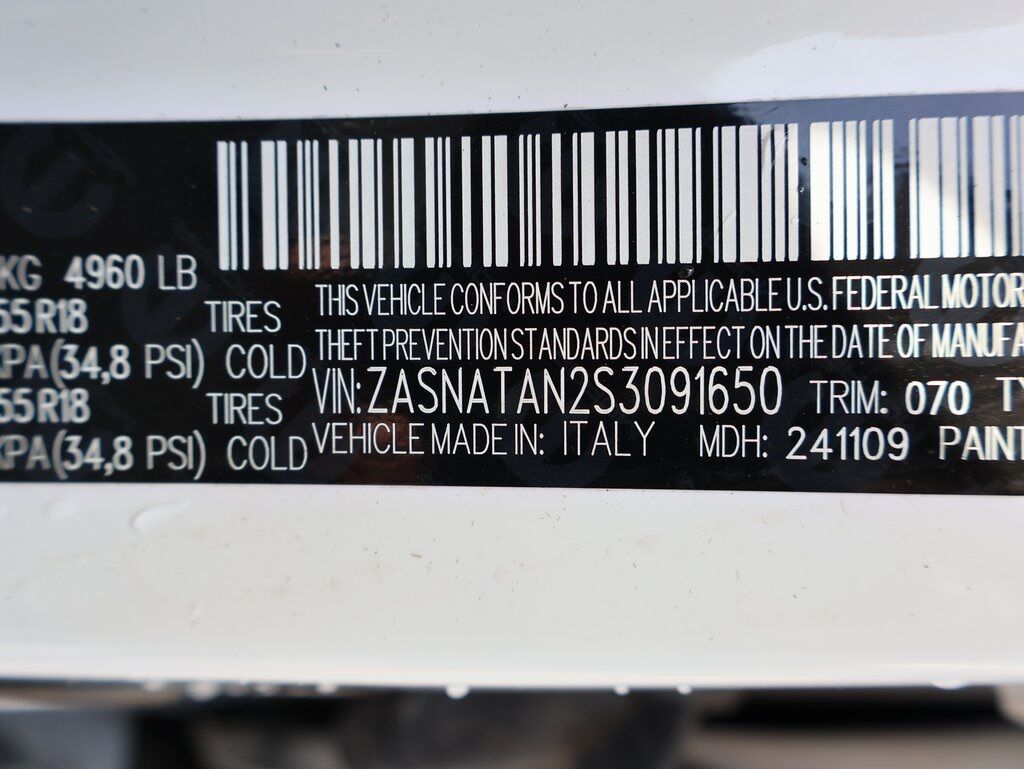 KG 4960 LB
55R18 TIRES
KPA(34,8 PSI) COLD
55R18 TIRES
KPA(34,8 PSI) COLD
THIS VEHICLE CONFORMS TO ALL APPLICABLE U.S. FEDERAL MOTOR
THEFT PREVENTION STANDARDS IN EFFECT ON THE DATE OF MANUFA
VIN: ZASNATAN2S3091650 TRIM: 070 TY
VEHICLE MADE IN: ITALY MDH: 241109 PAINT